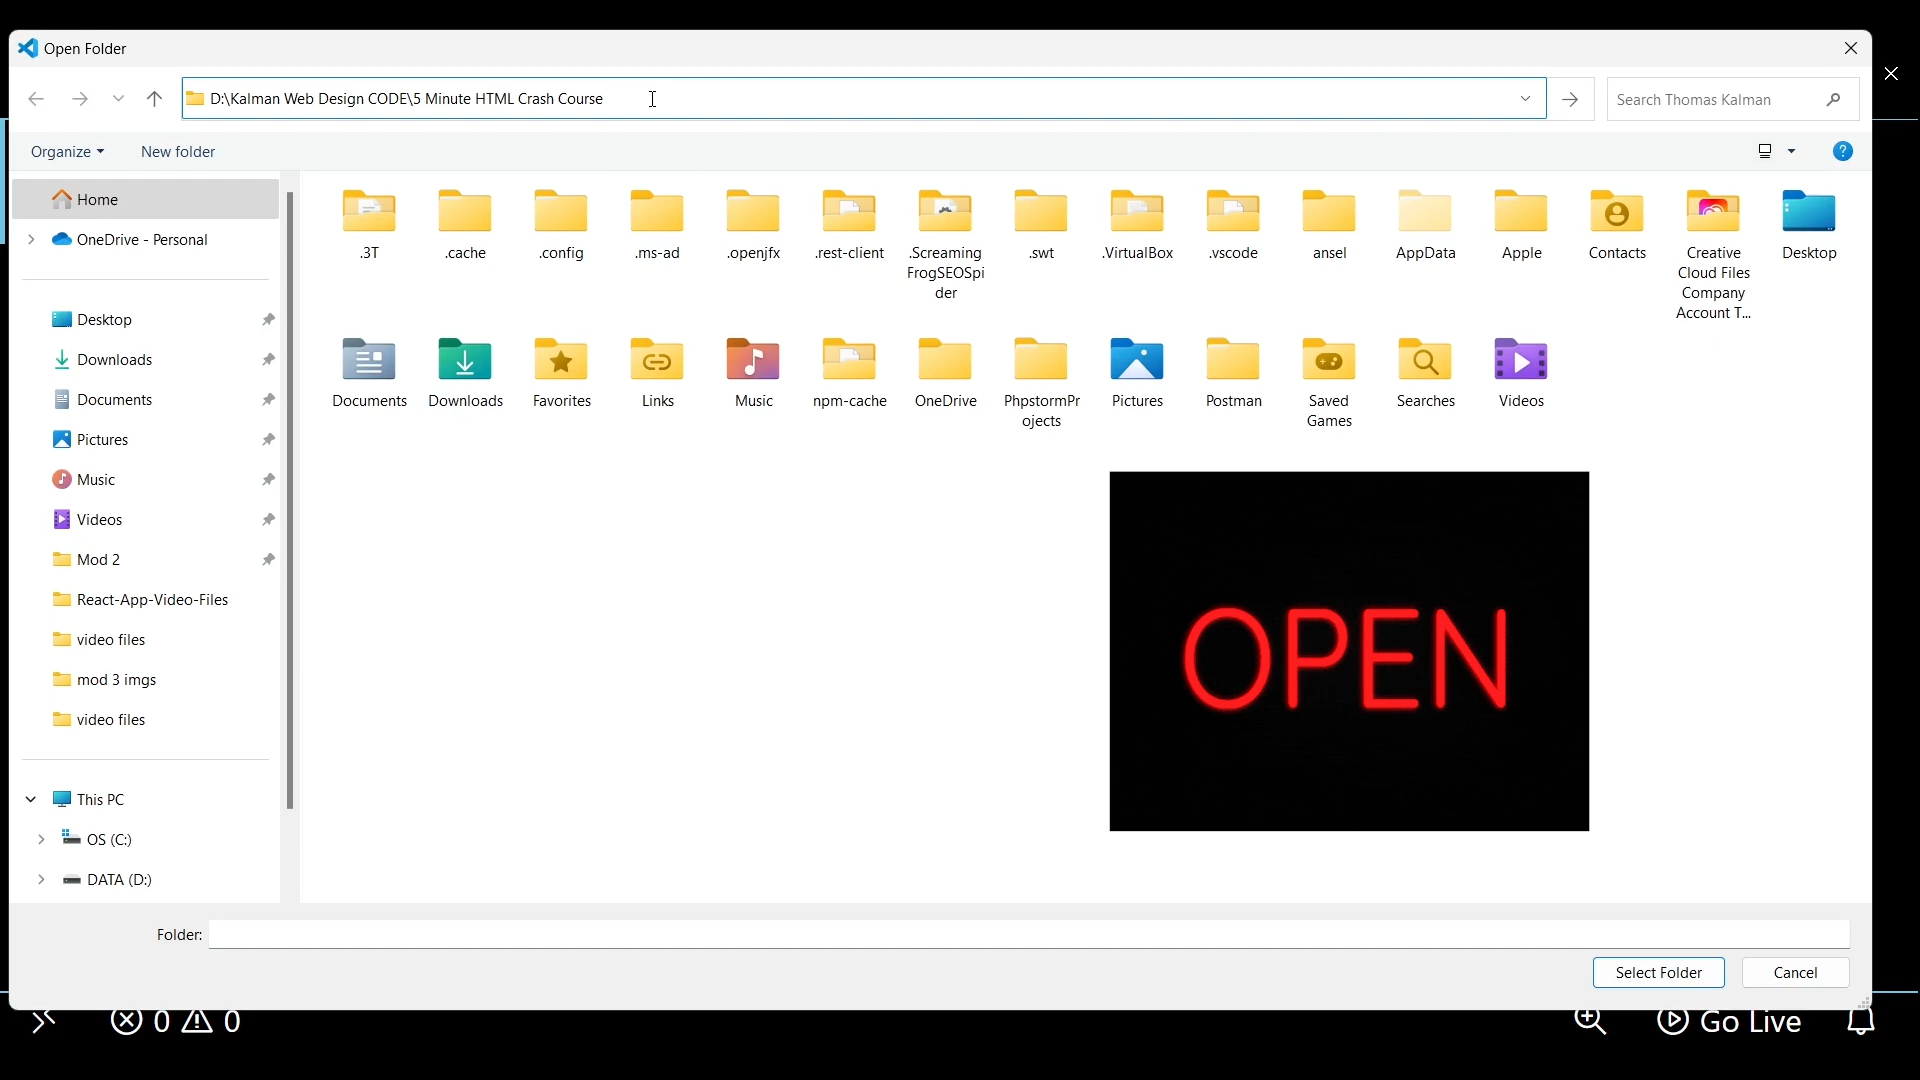 Open Folder
D:\Kalman Web Design CODE\5 Minute HTML Crash Course
Search Thomas Kalman
Organize
New folder
Home
OneDrive - Personal
Desktop
Downloads
Documents
Pictures
Music
Videos
Mod 2
React-App-Video-Files
video files
mod 3 imgs
video files
This PC
OS (C:)
DATA (D:)
.3T
.cache
.config
.ms-ad
.openjfx
.rest-client
.Screaming
FrogSEOSpi
der
.swt
.VirtualBox
.vscode
ansel
AppData
Apple
Contacts
Creative
Cloud Files
Company
Account T...
Desktop
Documents
Downloads
Favorites
Links
Music
npm-cache
OneDrive
PhpstormPr
ojects
Pictures
Postman
Saved
Games
Searches
Videos
OPEN
Folder:
Select Folder
Cancel
0
0
Go Live